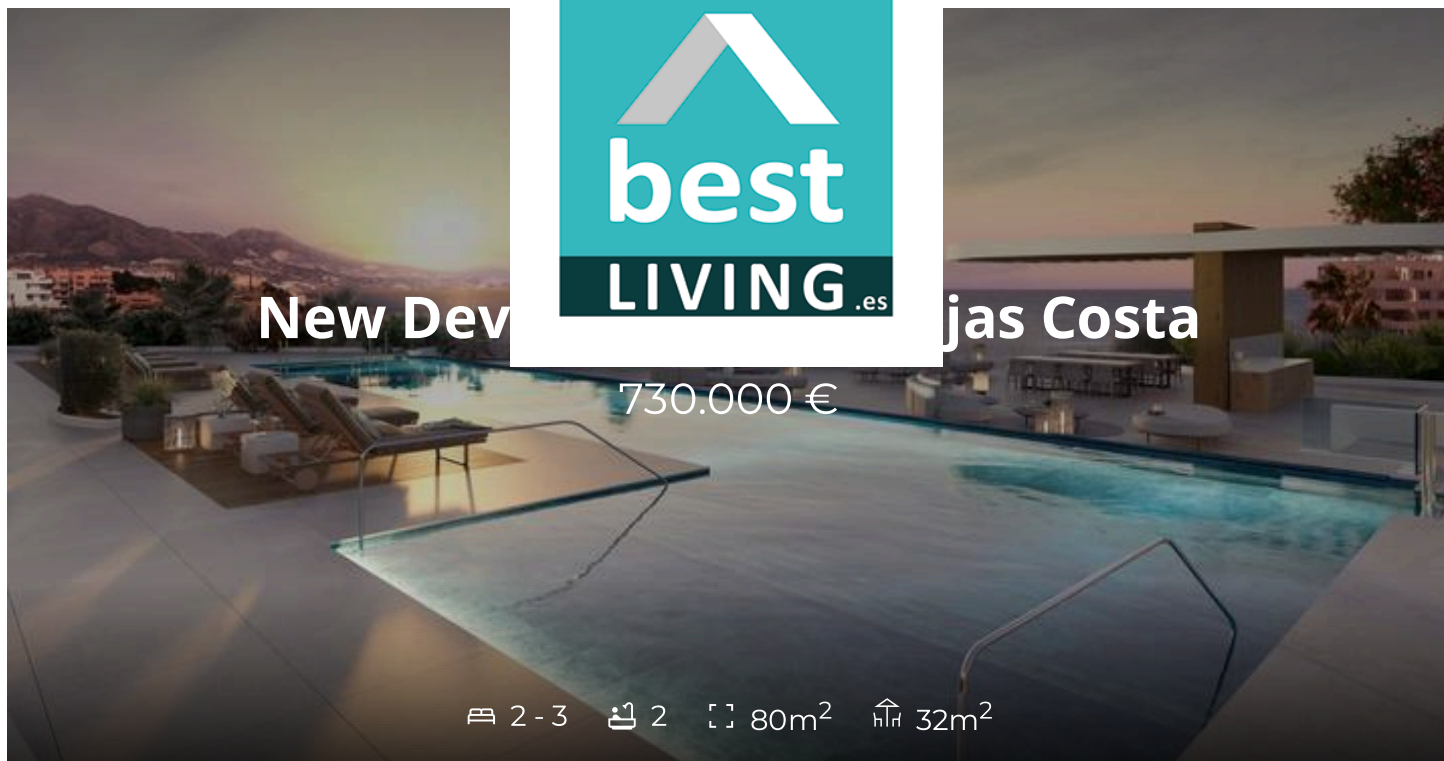 best
LIVING.es
New Dev jas Costa
730.000 €
2 - 3 2 80m² 32m²